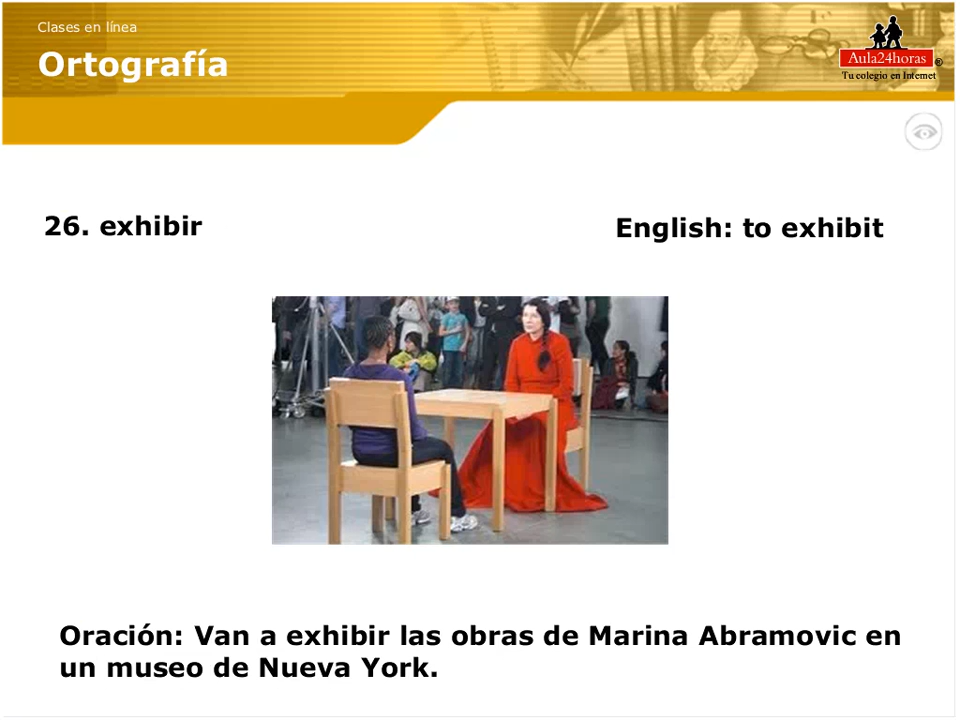 Clases en línea
Ortografía
Aula24horas
®
Tu colegio en Internet
26. exhibir
English: to exhibit
Oración: Van a exhibir las obras de Marina Abramovic en
un museo de Nueva York.